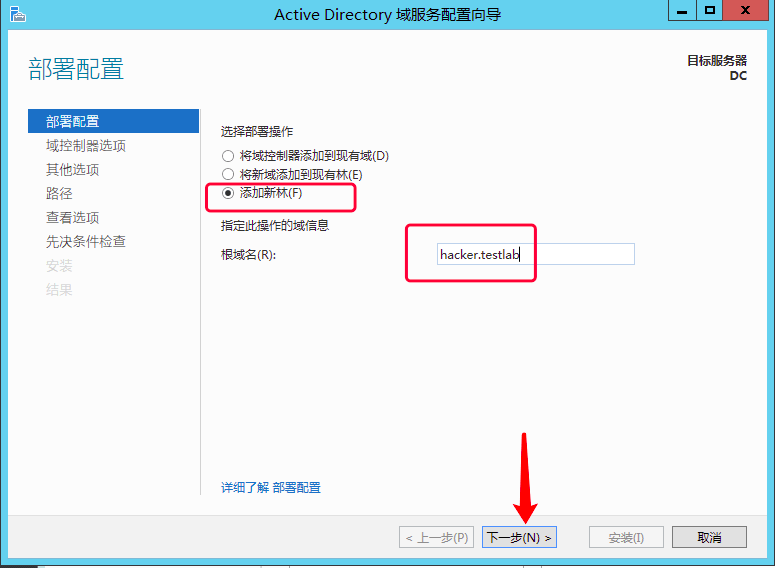 Active Directory 域服务配置向导
部署配置
目标服务器
DC
部署配置
域控制器选项
其他选项
路径
查看选项
先决条件检查
安装
结果
选择部署操作
将域控制器添加到现有域(D)
将新域添加到现有林(E)
添加新林(F)
指定此操作的域信息
根域名(R):
hacker.testlab
详细了解 部署配置
< 上一步(P)
下一步(N) >
安装(I)
取消